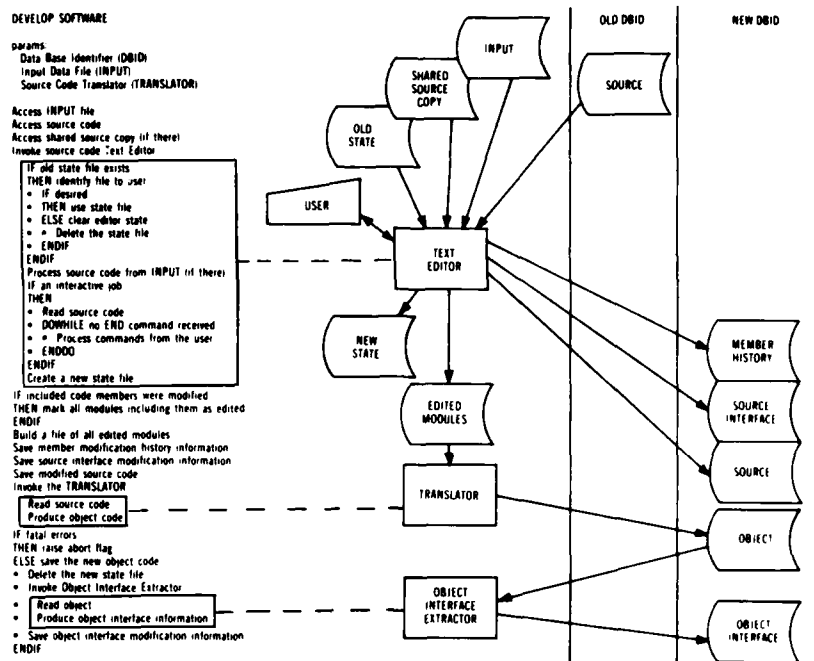 DEVELOP SOFTWARE
params:
Data Base Identifier (DBID)
Input Data File (INPUT)
Source Code Translator (TRANSLATOR)
Access INPUT file
Access source code
Access shared source copy (if there)
Invoke source code Text Editor
IF old state file exists
THEN identify file to user
• IF desired
• THEN use state file
• ELSE clear editor state
• • Delete the state file
• ENDIF
ENDIF
Process source code from INPUT (if there)
IF an interactive job
THEN
• Read source code
• DOWHILE no END command received
• • Process commands from the user
• ENDDO
ENDIF
Create a new state file
IF included code members were modified
THEN mark all modules including them as edited
ENDIF
Build a file of all edited modules
Save member modification history information
Save source interface modification information
Save modified source code
Invoke the TRANSLATOR
Read source code
Produce object code
IF fatal errors
THEN raise abort flag
ELSE save the new object code
• Delete the new state file
• Invoke Object Interface Extractor
• Read object
• Produce object interface information
• Save object interface modification information
ENDIF
OLD DBID
NEW DBID
INPUT
SHARED
SOURCE
COPY
OLD
STATE
SOURCE
USER
TEXT
EDITOR
NEW
STATE
EDITED
MODULES
MEMBER
HISTORY
SOURCE
INTERFACE
SOURCE
TRANSLATOR
OBJECT
OBJECT
INTERFACE
EXTRACTOR
OBJECT
INTERFACE